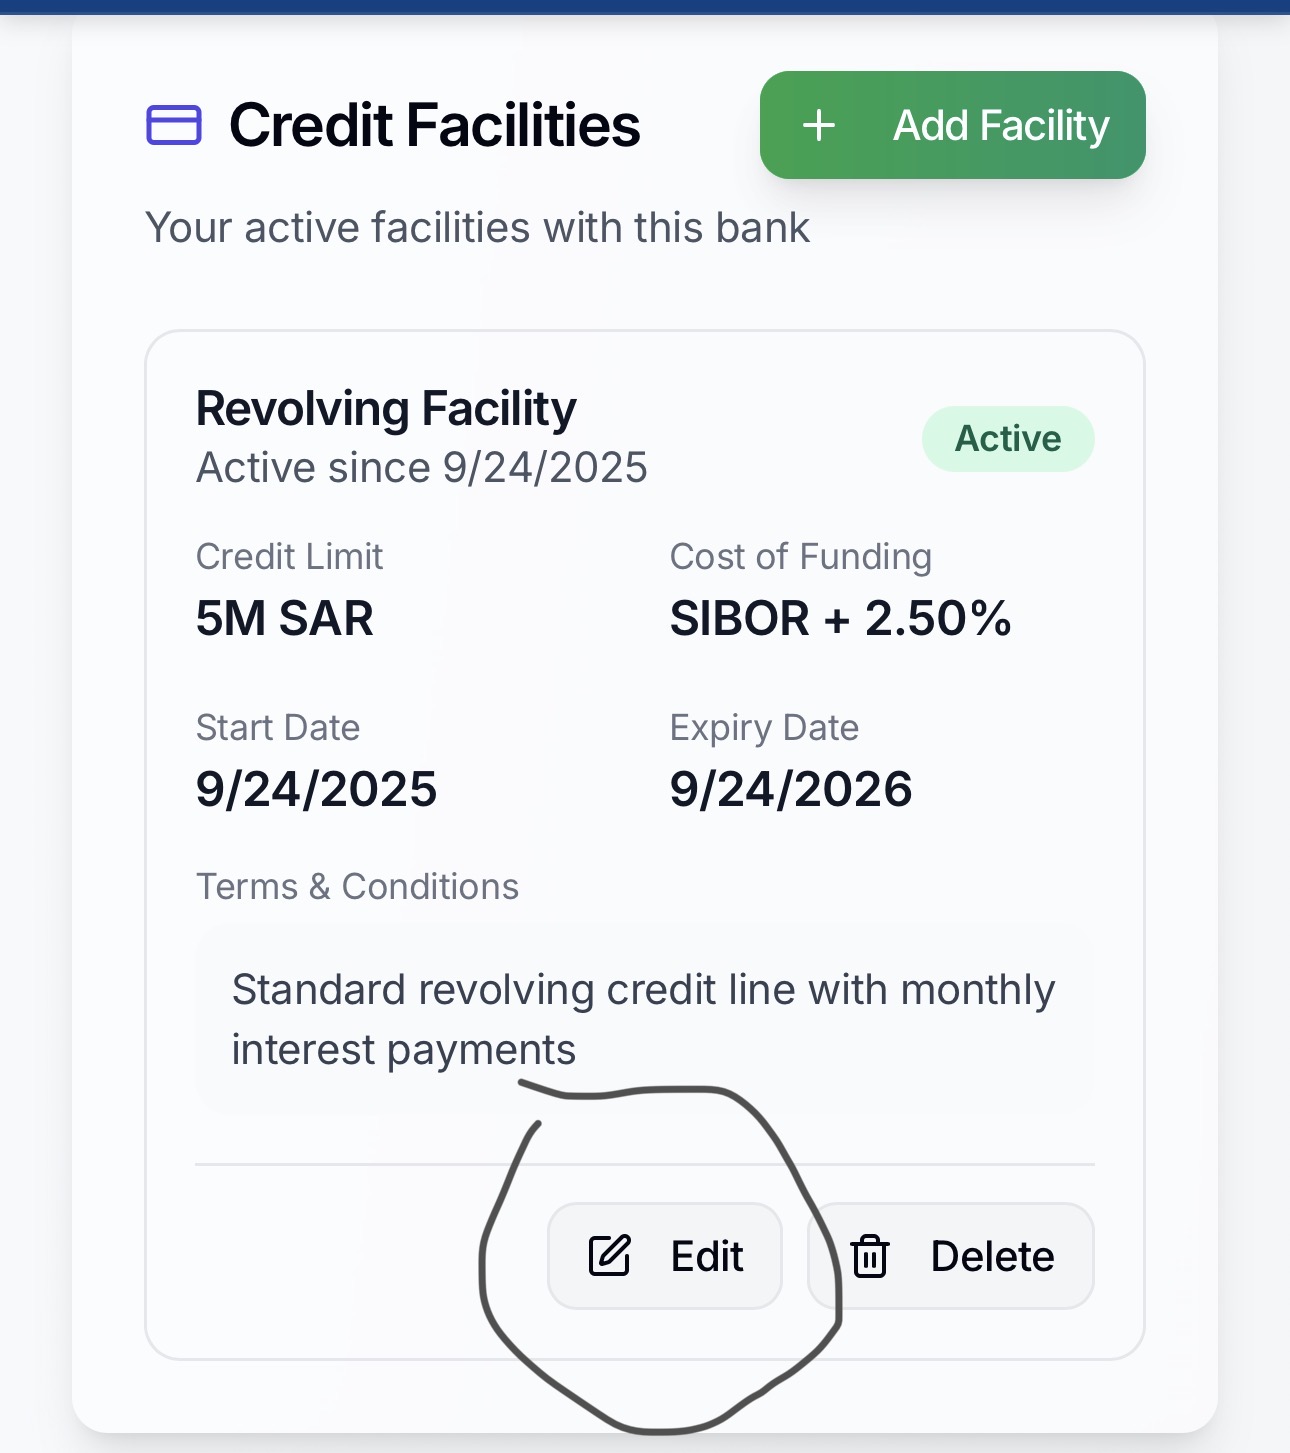 Credit Facilities
Add Facility
Your active facilities with this bank
Revolving Facility
Active since 9/24/2025
Active
Credit Limit
Cost of Funding
5M SAR
SIBOR + 2.50%
Start Date
Expiry Date
9/24/2025
9/24/2026
Terms & Conditions
Standard revolving credit line with monthly
interest payments
Edit
Delete